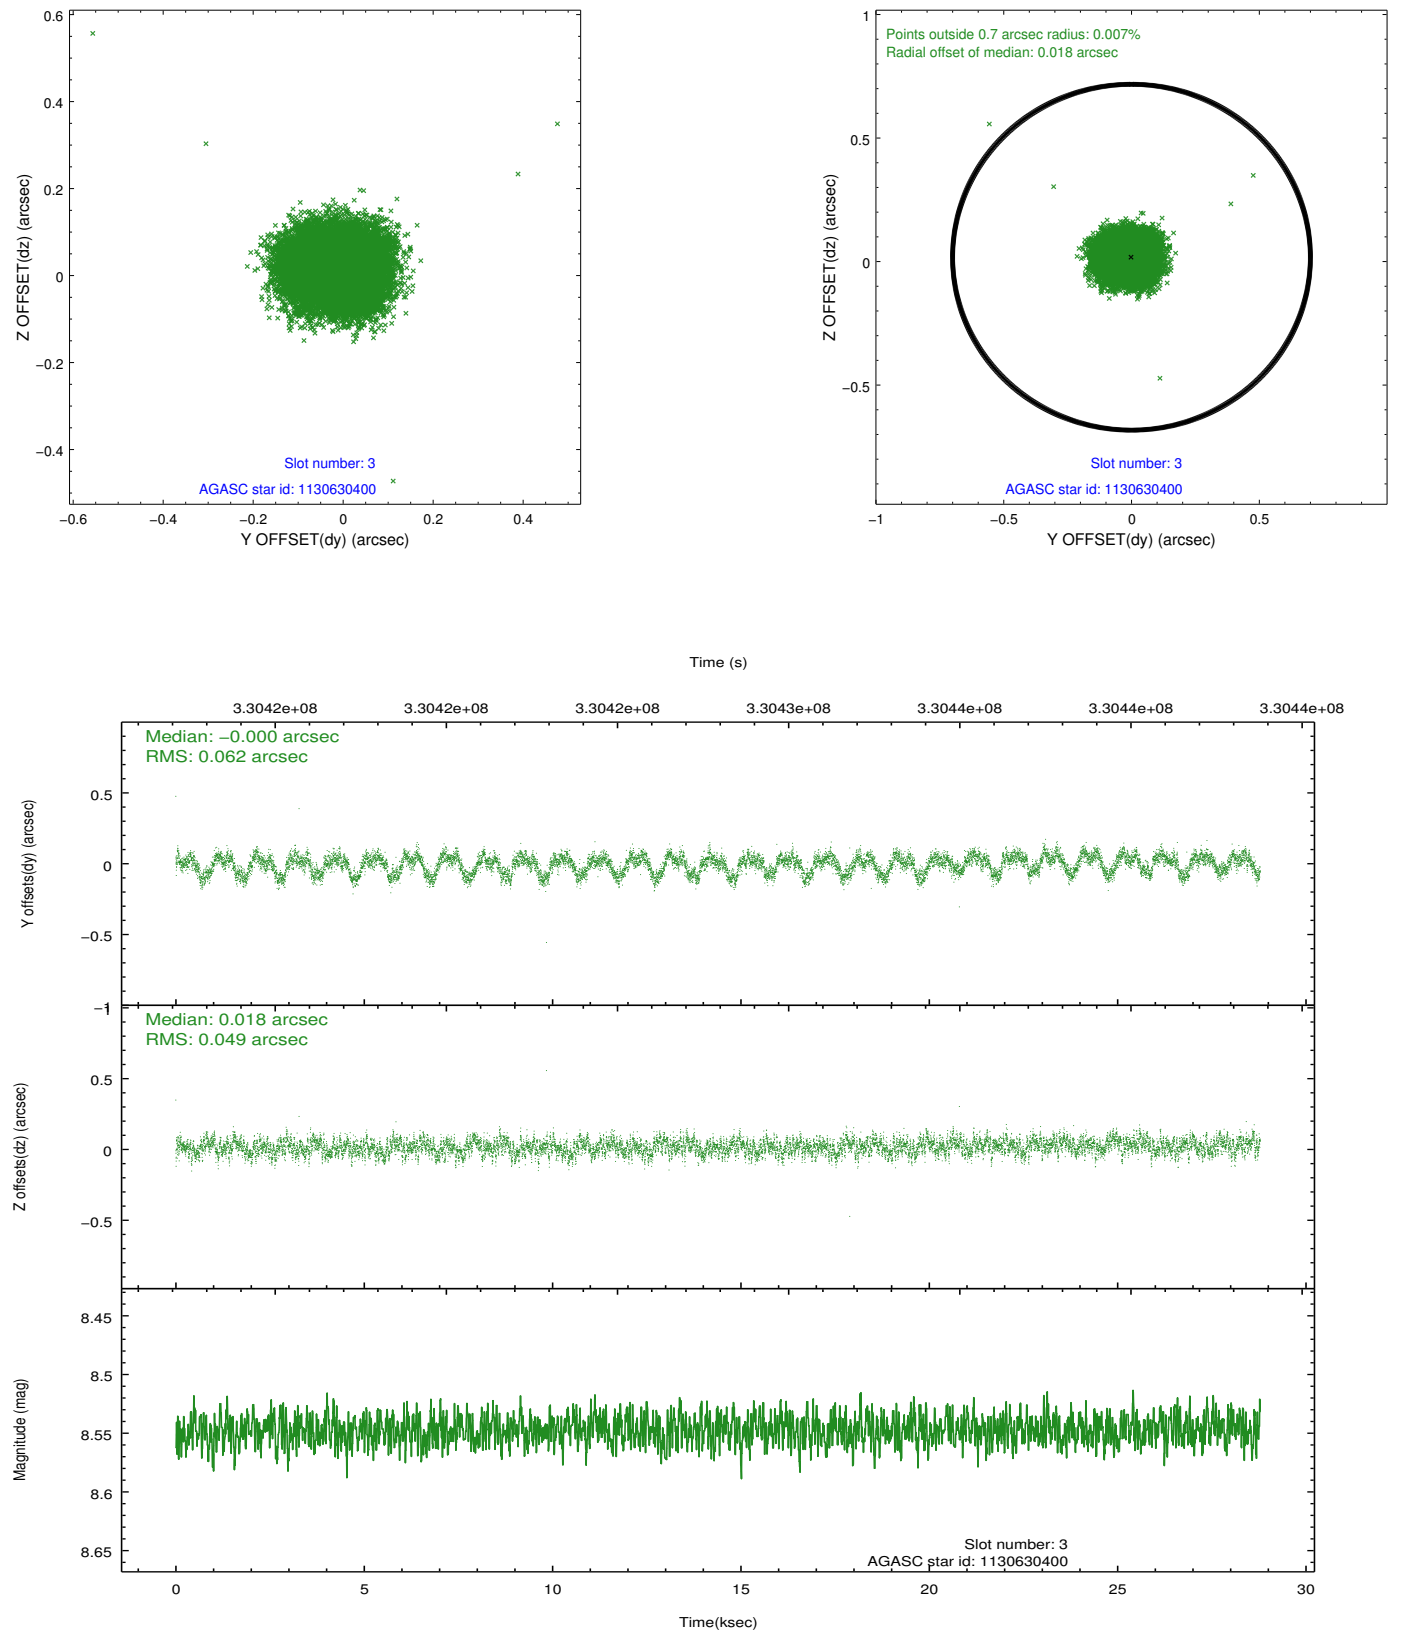 0.6
0.4
0.2
0
−0.2
−0.4
−0.6
−0.4
−0.2
0
0.2
0.4
Z OFFSET(dz) (arcsec)
Y OFFSET(dy) (arcsec)
Slot number: 3
AGASC star id: 1130630400
Points outside 0.7 arcsec radius: 0.007%
Radial offset of median: 0.018 arcsec
1
0.5
0
−0.5
−1
−0.5
0
0.5
Z OFFSET(dz) (arcsec)
Y OFFSET(dy) (arcsec)
Slot number: 3
AGASC star id: 1130630400
Time (s)
3.3042e+08 3.3042e+08 3.3042e+08 3.3043e+08 3.3044e+08 3.3044e+08 3.3044e+08
Median: −0.000 arcsec
RMS: 0.062 arcsec
0.5
0
−0.5
−1
Y offsets(dy) (arcsec)
Median: 0.018 arcsec
RMS: 0.049 arcsec
0.5
0
−0.5
Z offsets(dz) (arcsec)
8.45
8.5
8.55
8.6
8.65
Magnitude (mag)
Slot number: 3
AGASC star id: 1130630400
0 5 10 15 20 25 30
Time(ksec)